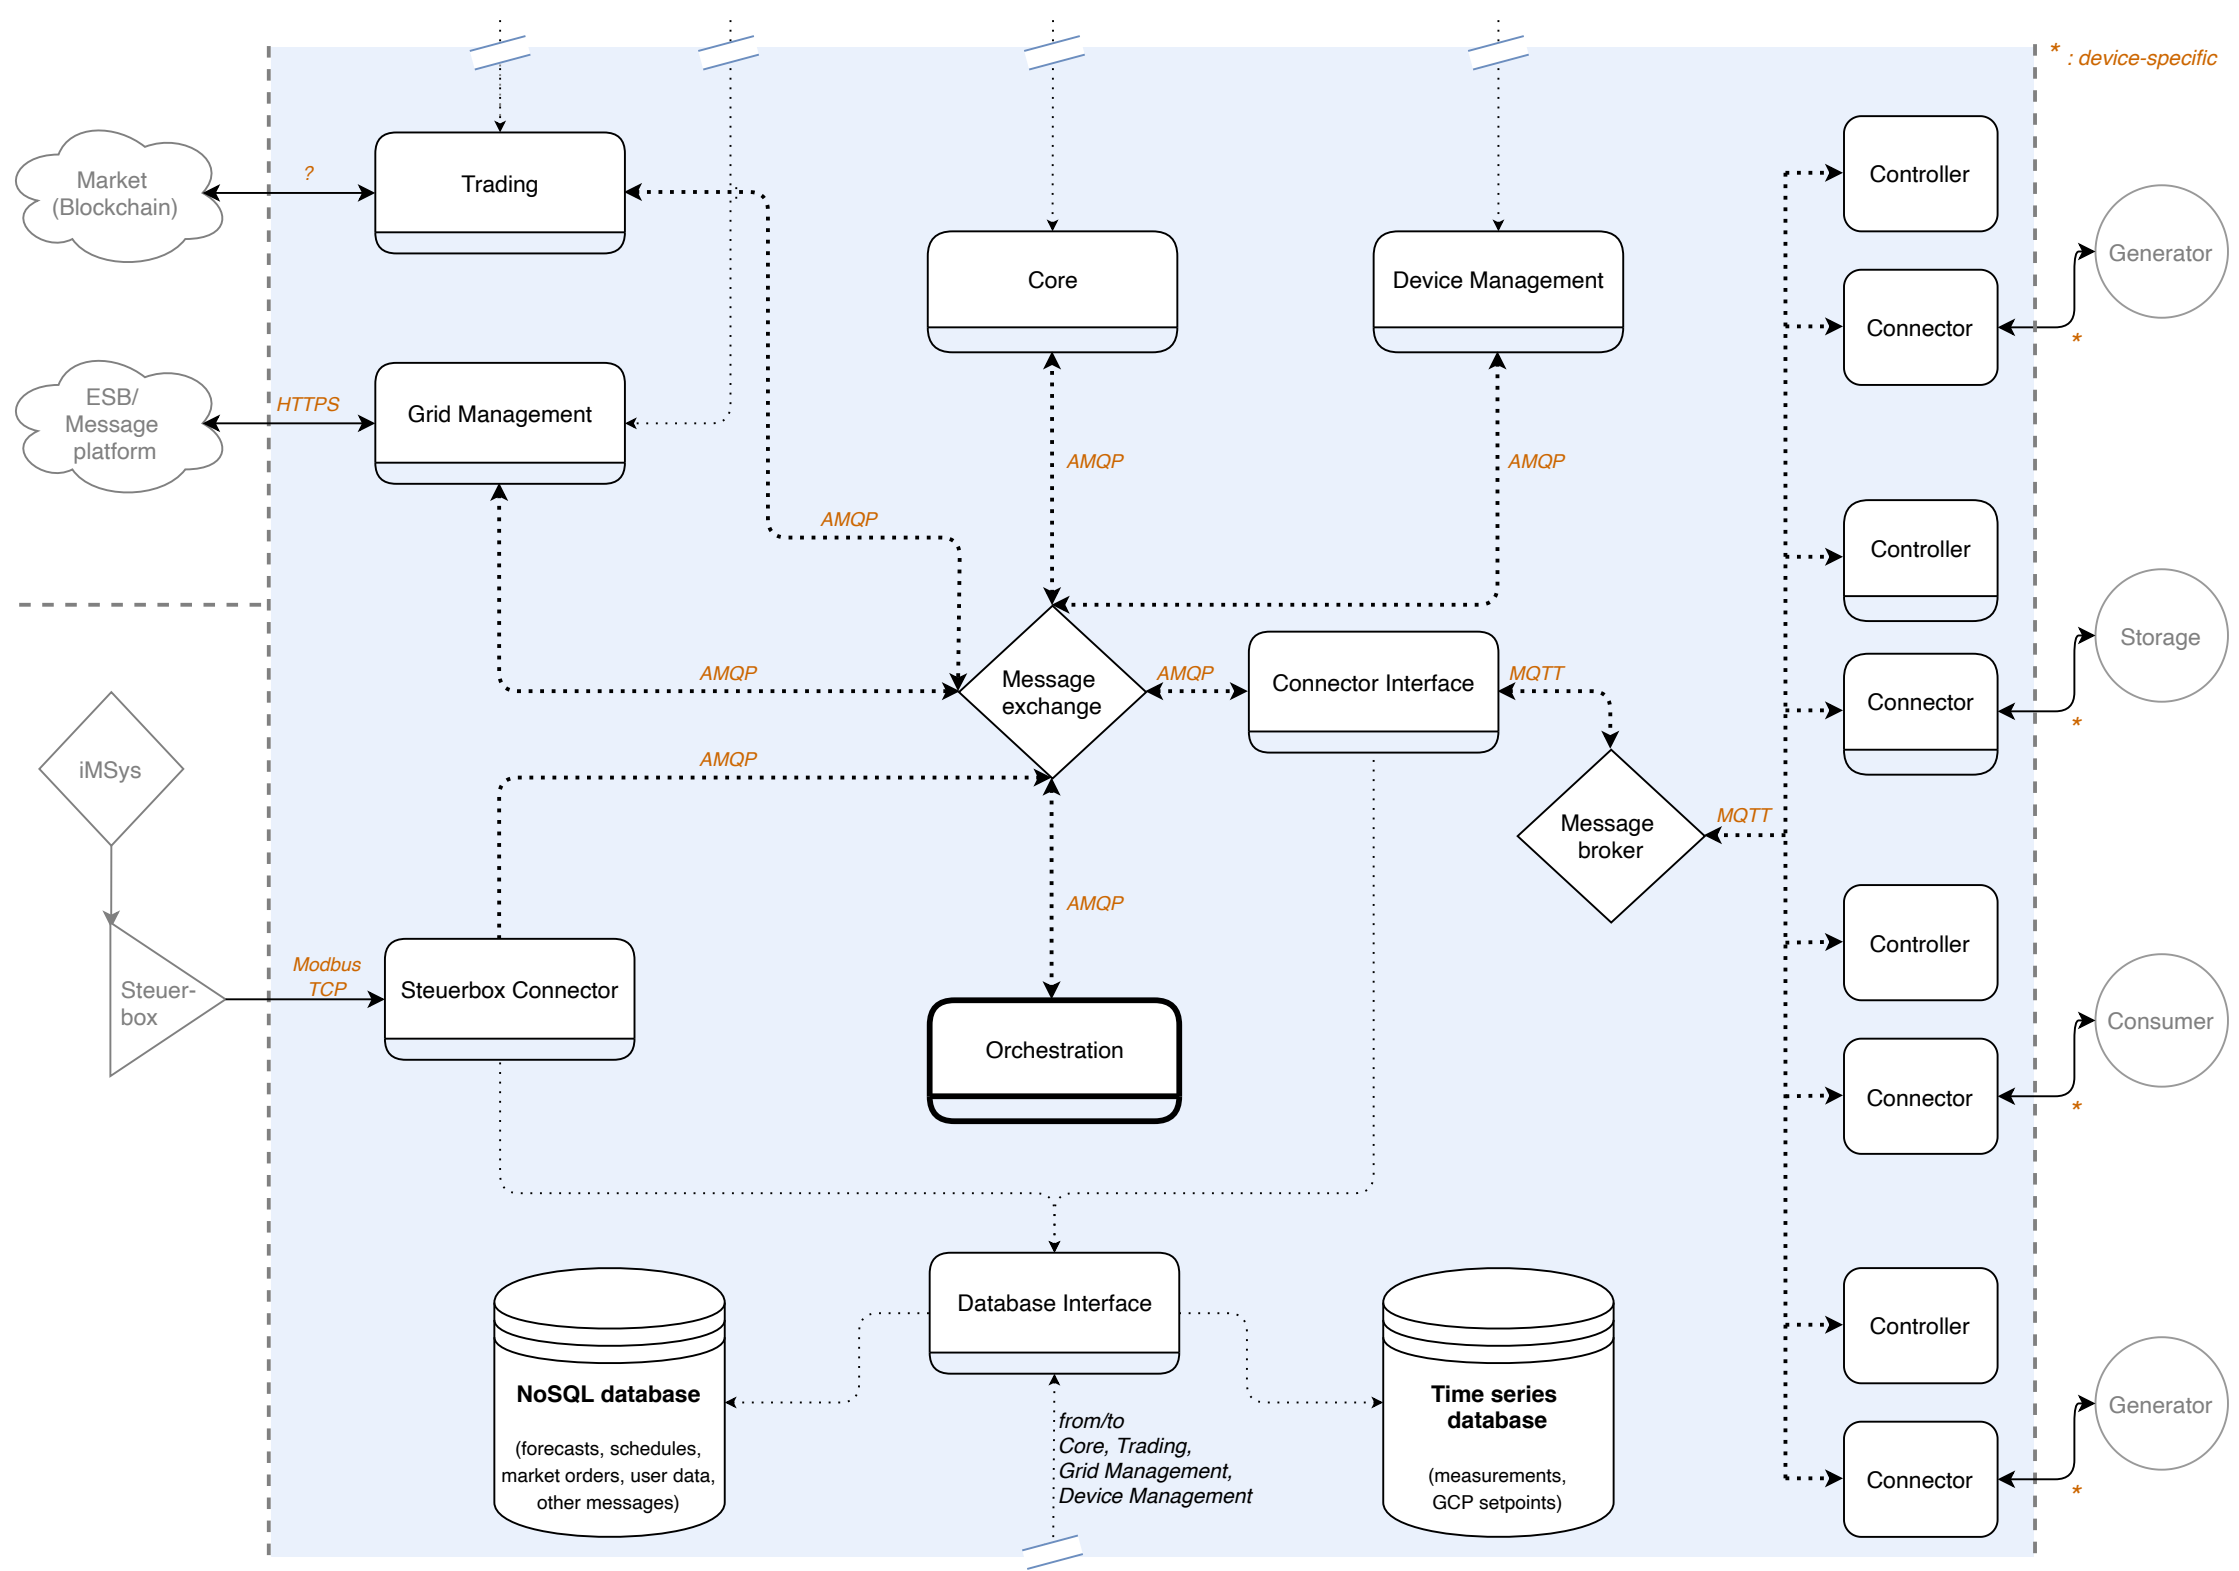 * : device-specific
Market
(Blockchain)
?
Trading
Controller
Generator
Core
Device Management
Connector
*
ESB/
Message
platform
HTTPS
Grid Management
AMQP
AMQP
AMQP
Controller
Storage
AMQP
Message
exchange
AMQP
Connector Interface
MQTT
Connector
*
iMSys
AMQP
Message
broker
MQTT
AMQP
Controller
Steuer-
box
Modbus
TCP
Steuerbox Connector
Orchestration
Consumer
Connector
*
Database Interface
Controller
NoSQL database
(forecasts, schedules,
market orders, user data,
other messages)
from/to
Core, Trading,
Grid Management,
Device Management
Time series
database
(measurements,
GCP setpoints)
Generator
Connector
*